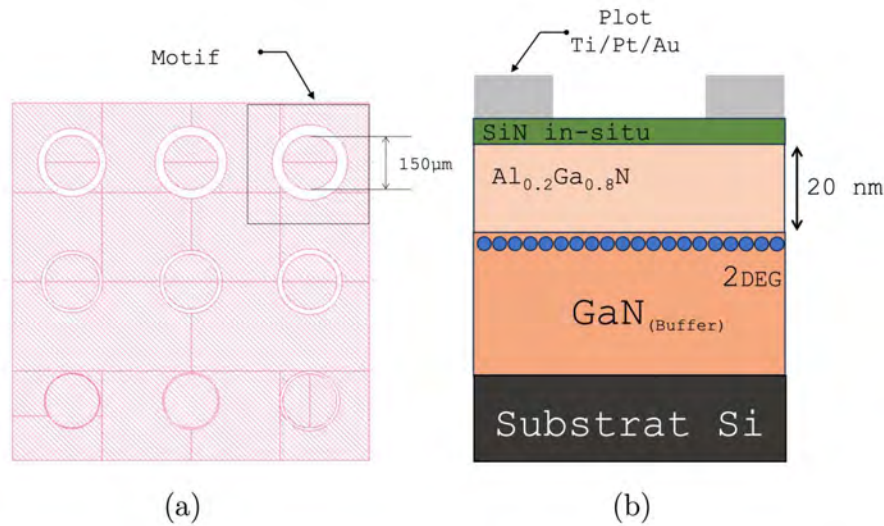 Motif
150µm
(a)
Plot
Ti/Pt/Au
SiN in-situ
Al₀.₂Ga₀.₈N
20 nm
2DEG
GaN(Buffer)
Substrat Si
(b)